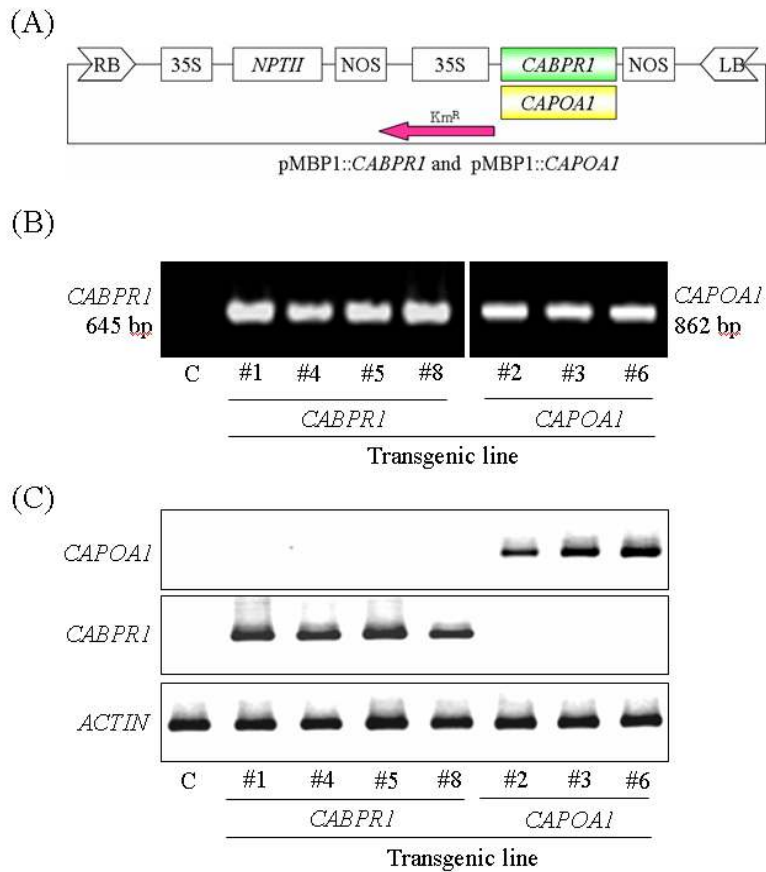 (A)
RB 35S NPTII NOS 35S CABPR1 NOS LB
CAPOA1
KmR
pMBP1::CABPR1 and pMBP1::CAPOA1
(B)
CABPR1
645 bp
CAPOA1
862 bp
C #1 #4 #5 #8 #2 #3 #6
CABPR1 CAPOA1
Transgenic line
(C)
CAPOA1
CABPR1
ACTIN
C #1 #4 #5 #8 #2 #3 #6
CABPR1 CAPOA1
Transgenic line